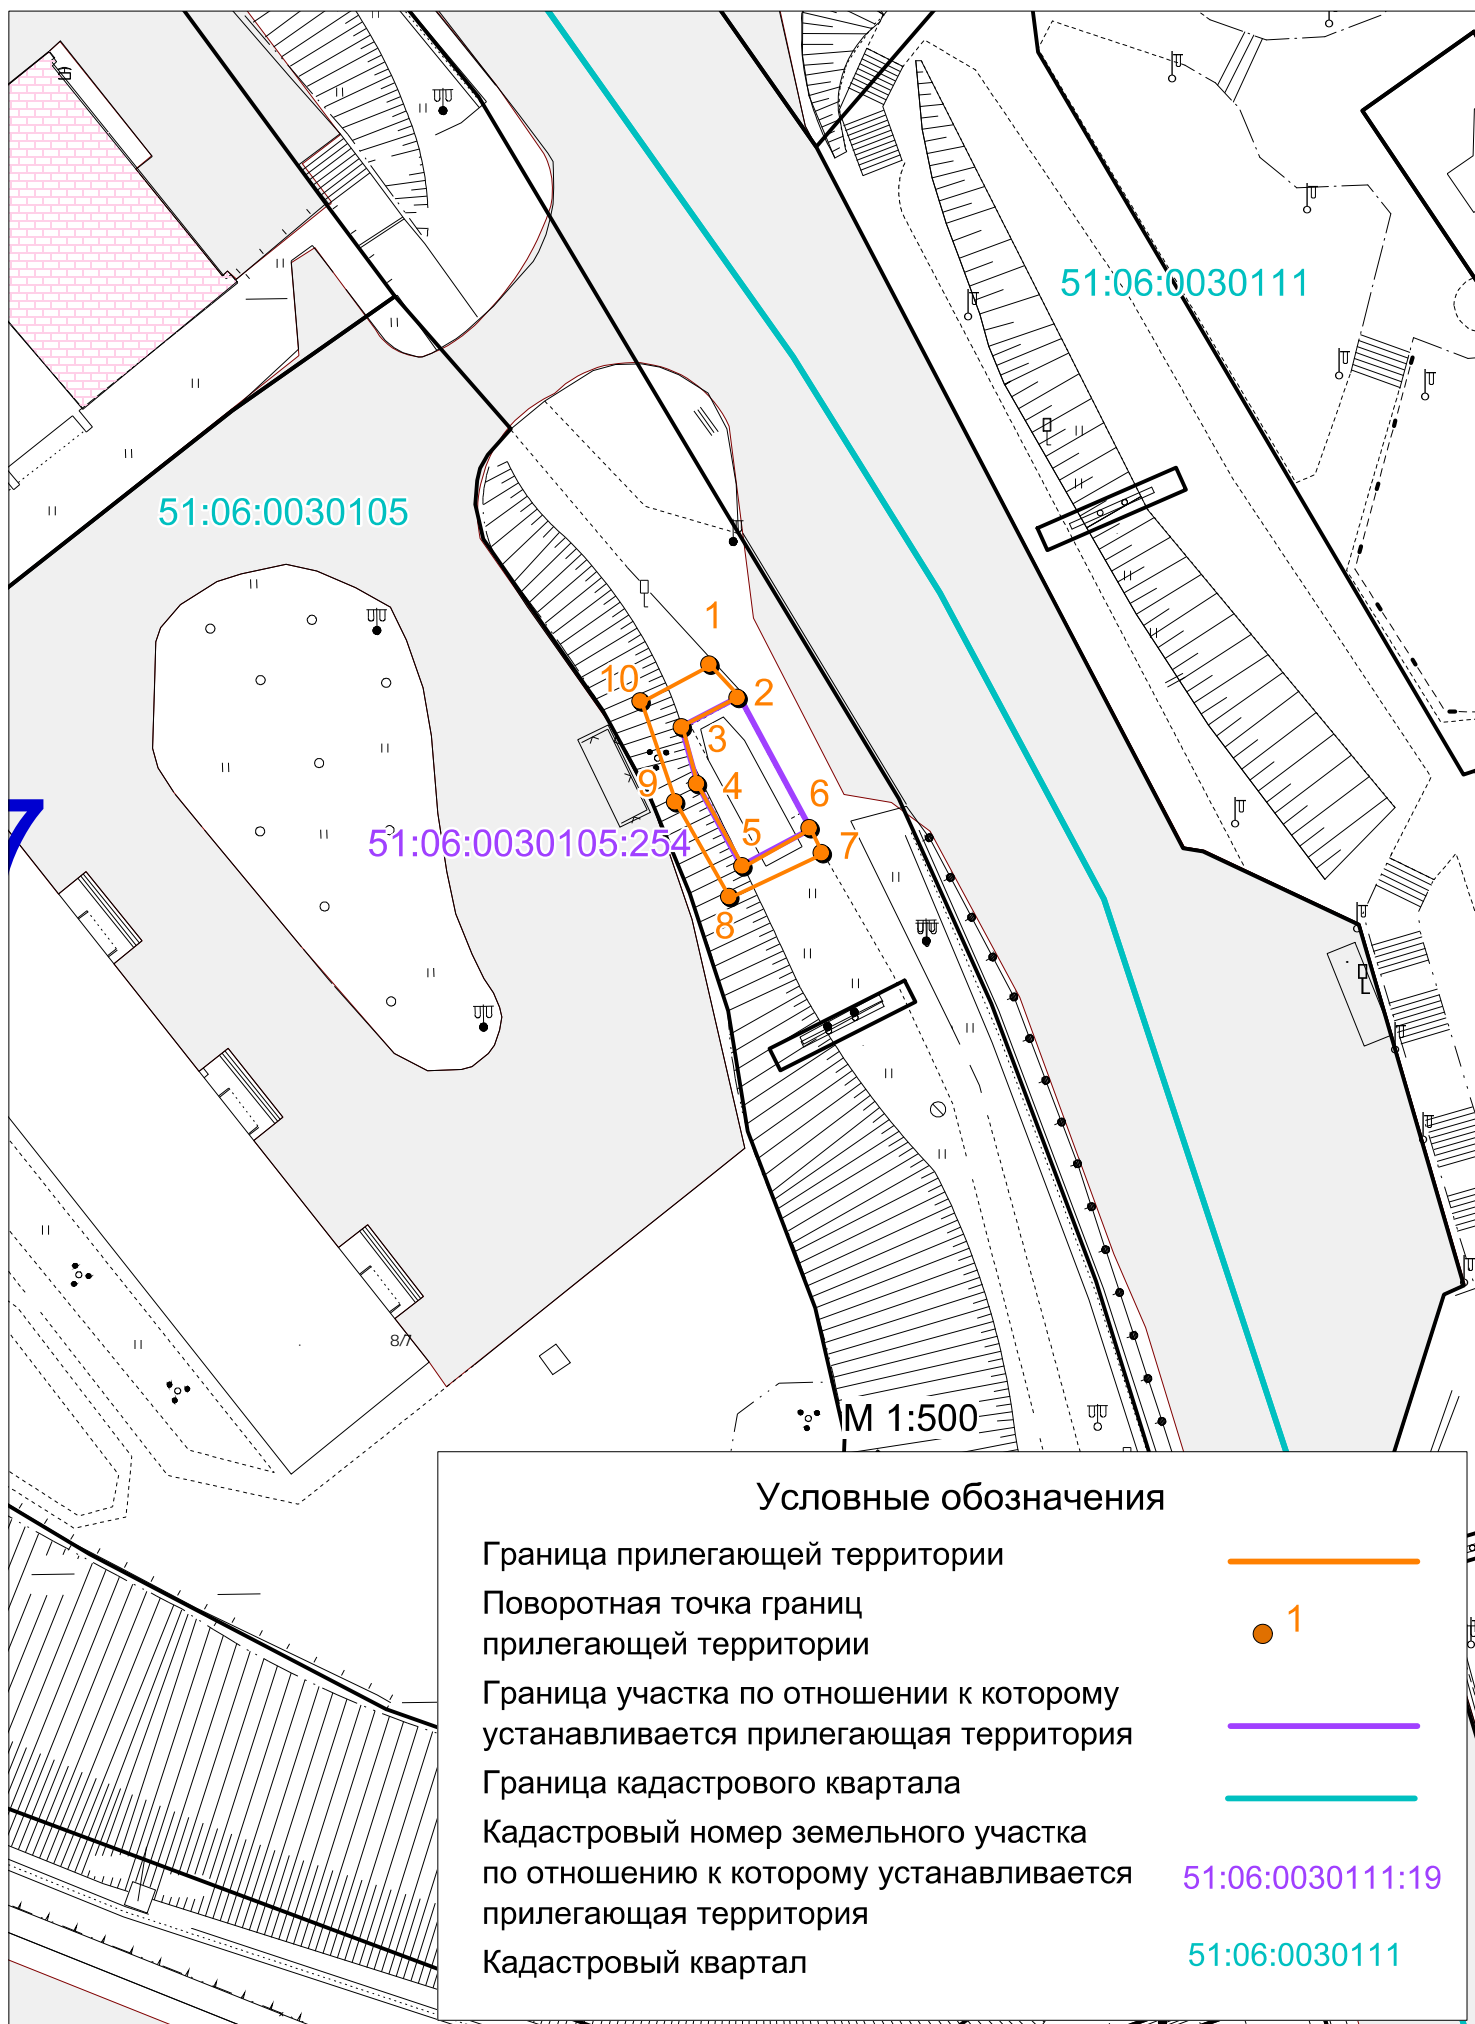 51:06:0030111
51:06:0030105
1
10
2
3
9
4
6
51:06:0030105:254
5
7
7
8
8/7
М 1:500
Условные обозначения
Граница прилегающей территории
Поворотная точка границ
прилегающей территории
1
Граница участка по отношении к которому
устанавливается прилегающая территория
Граница кадастрового квартала
Кадастровый номер земельного участка
по отношению к которому устанавливается
прилегающая территория
51:06:0030111:19
Кадастровый квартал
51:06:0030111